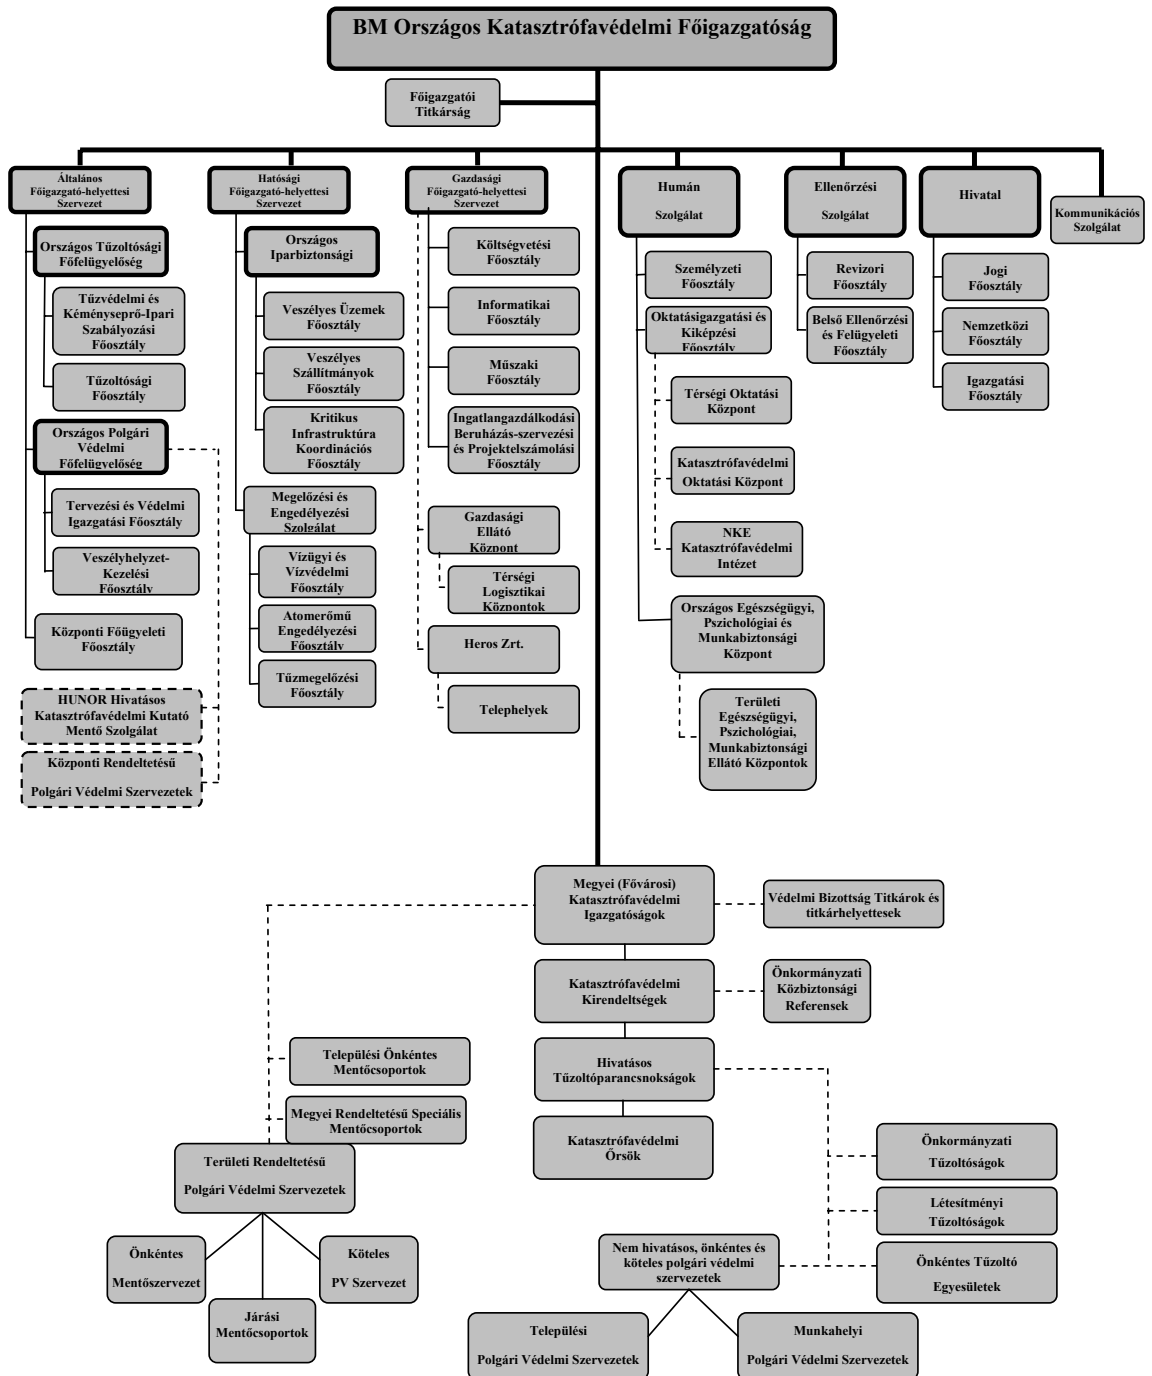 BM Országos Katasztrófavédelmi Főigazgatóság
Főigazgatói
Titkárság
Általános
Főigazgató-helyettesi
Szervezet
Országos Tűzoltósági
Főfelügyelőség
Tűzvédelmi és
Kéményseprő-Ipari
Szabályozási
Főosztály
Tűzoltósági
Főosztály
Országos Polgári
Védelmi
Főfelügyelőség
Tervezési és Védelmi
Igazgatási Főosztály
Veszélyhelyzet-
Kezelési
Főosztály
Központi Főügyeleti
Főosztály
HUNOR Hivatásos
Katasztrófavédelmi Kutató
Mentő Szolgálat
Központi Rendeltetésű
Polgári Védelmi Szervezetek
Hatósági
Főigazgató-helyettesi
Szervezet
Országos
Iparbiztonsági
Veszélyes Üzemek
Főosztály
Veszélyes
Szállítmányok
Főosztály
Kritikus
Infrastruktúra
Koordinációs
Főosztály
Megelőzési és
Engedélyezési
Szolgálat
Vízügyi és
Vízvédelmi
Főosztály
Atomerőmű
Engedélyezési
Főosztály
Tűzmegelőzési
Főosztály
Gazdasági
Főigazgató-helyettesi
Szervezet
Költségvetési
Főosztály
Informatikai
Főosztály
Műszaki
Főosztály
Ingatlangazdálkodási
Beruházás-szervezési
és Projektelszámolási
Főosztály
Gazdasági
Ellátó
Központ
Térségi
Logisztikai
Központok
Heros Zrt.
Telephelyek
Humán
Szolgálat
Személyzeti
Főosztály
Oktatásigazgatási és
Kiképzési
Főosztály
Térségi Oktatási
Központ
Katasztrófavédelmi
Oktatási Központ
NKE
Katasztrófavédelmi
Intézet
Országos Egészségügyi,
Pszichológiai és
Munkabiztonsági
Központ
Területi
Egészségügyi,
Pszichológiai,
Munkabiztonsági
Ellátó Központok
Ellenőrzési
Szolgálat
Revizori
Főosztály
Belső Ellenőrzési
és Felügyeleti
Főosztály
Hivatal
Jogi
Főosztály
Nemzetközi
Főosztály
Igazgatási
Főosztály
Kommunikációs
Szolgálat
Megyei (Fővárosi)
Katasztrófavédelmi
Igazgatóságok
Védelmi Bizottság Titkárok és
titkárhelyettesek
Katasztrófavédelmi
Kirendeltségek
Önkormányzati
Közbiztonsági
Referensek
Hivatásos
Tűzoltóparancsnokságok
Katasztrófavédelmi
Őrsök
Települési Önkéntes
Mentőcsoportok
Megyei Rendeltetésű Speciális
Mentőcsoportok
Területi Rendeltetésű
Polgári Védelmi Szervezetek
Önkéntes
Mentőszervezet
Járási
Mentőcsoportok
Köteles
PV Szervezet
Önkormányzati
Tűzoltóságok
Létesítményi
Tűzoltóságok
Önkéntes Tűzoltó
Egyesületek
Nem hivatásos, önkéntes és
köteles polgári védelmi
szervezetek
Települési
Polgári Védelmi Szervezetek
Munkahelyi
Polgári Védelmi Szervezetek